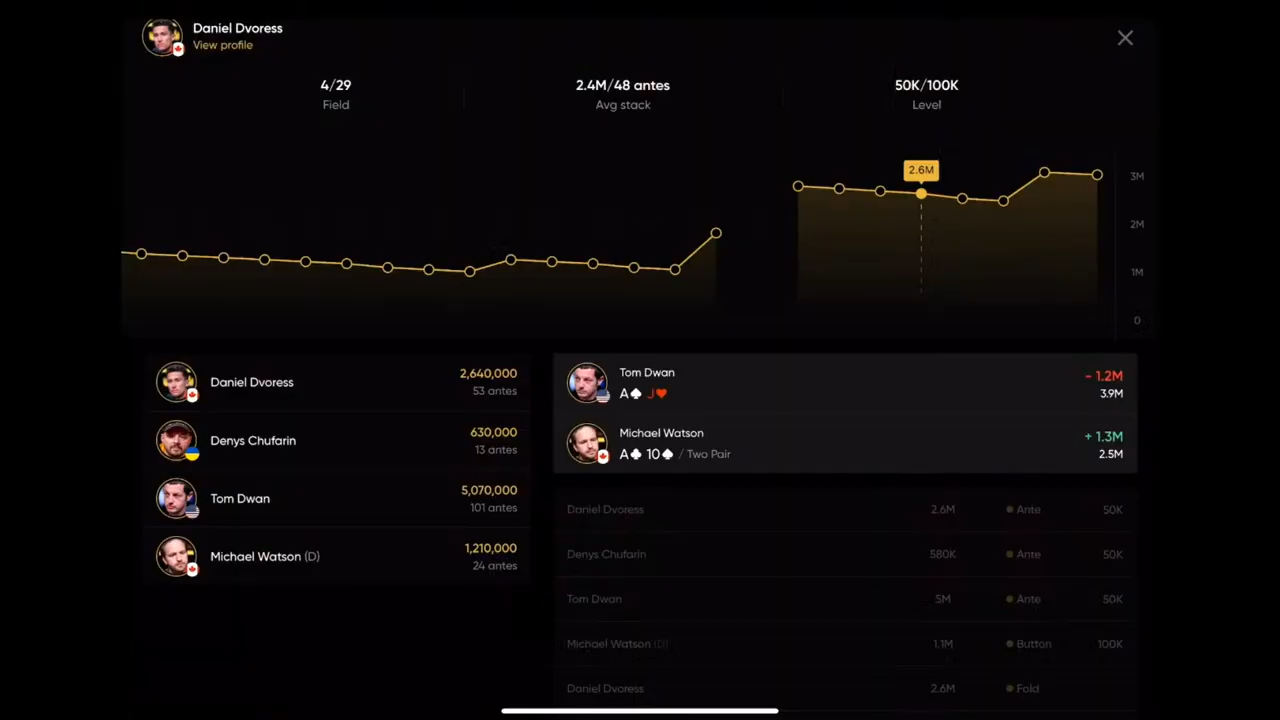 Daniel Dvoress
View profile
4/29
Field
2.4M/48 antes
Avg stack
50K/100K
Level
2.6M
3M
2M
1M
0
Daniel Dvoress
2,640,000
53 antes
Denys Chufarin
630,000
13 antes
Tom Dwan
5,070,000
101 antes
Michael Watson (D)
1,210,000
24 antes
Tom Dwan
- 1.2M
A♠ J♥
3.9M
Michael Watson
+ 1.3M
A♣ 10♠ / Two Pair
2.5M
Daniel Dvoress 2.6M Ante 50K
Denys Chufarin 580K Ante 50K
Tom Dwan 5M Ante 50K
Michael Watson (D) 1.1M Button 100K
Daniel Dvoress 2.6M Fold